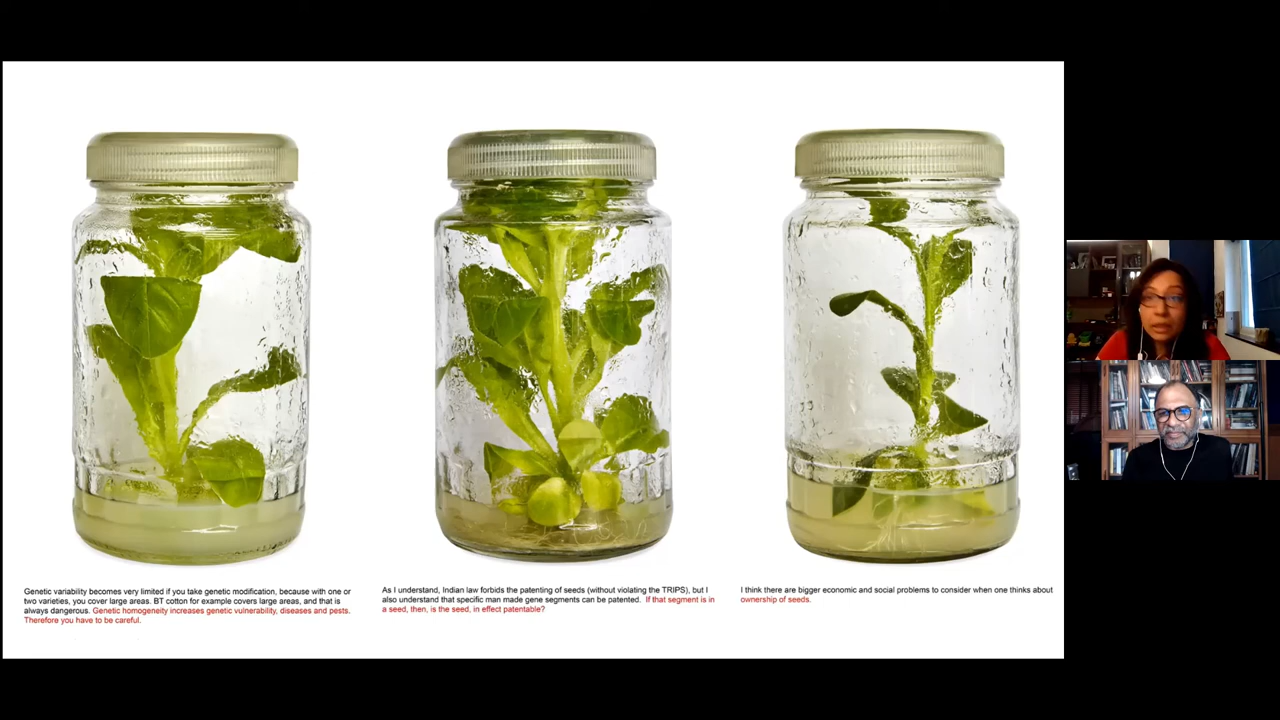 Genetic variability becomes very limited if you take genetic modification, because with one or
two varieties, you cover large areas. BT cotton for example covers large areas, and that is
always dangerous. Genetic homogeneity increases genetic vulnerability, diseases and pests.
Therefore you have to be careful.
As I understand, Indian law forbids the patenting of seeds (without violating the TRIPS), but I
also understand that specific man made gene segments can be patented. If that segment is in
a seed, then, is the seed, in effect patentable?
I think there are bigger economic and social problems to consider when one thinks about
ownership of seeds.